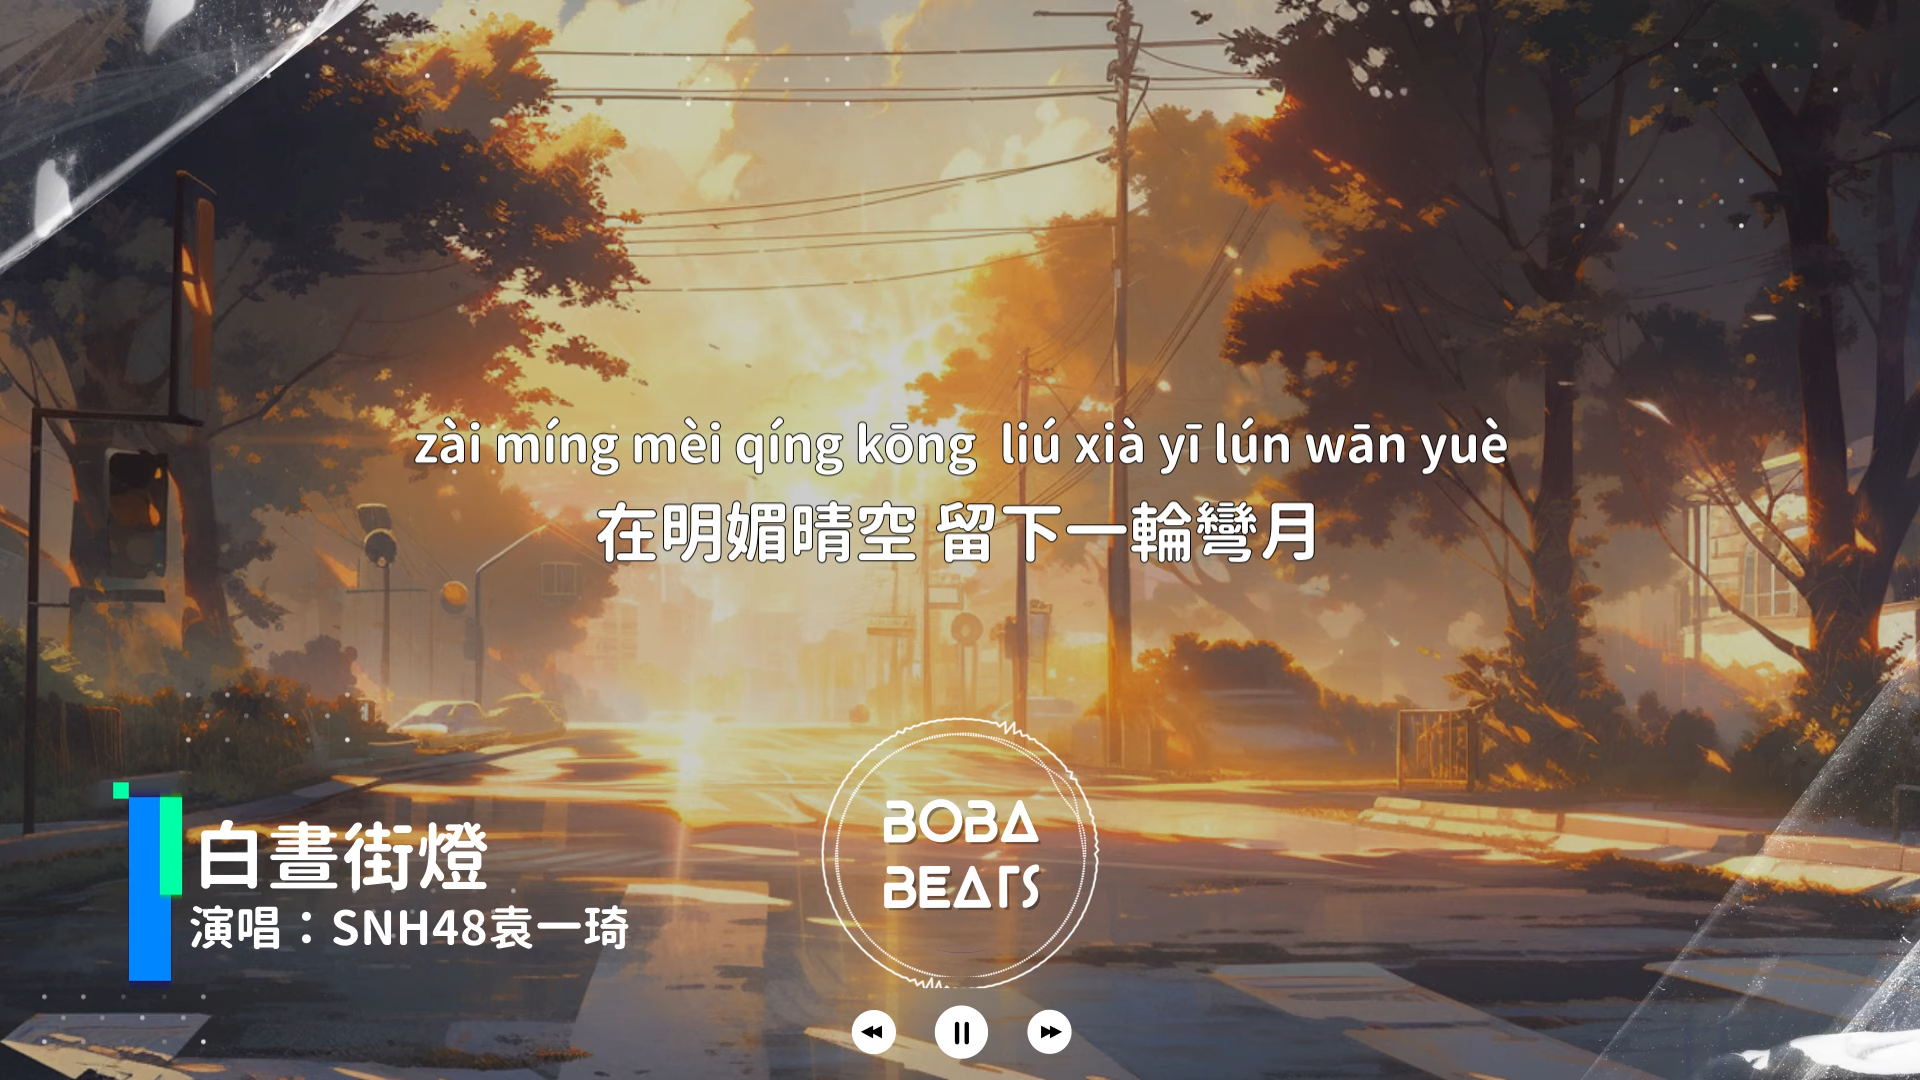 zài míng mèi qíng kōng  liú xià yī lún wān yuè
在明媚晴空 留下一輪彎月
BOBA
BEATS
白晝街燈
演唱：SNH48袁一琦